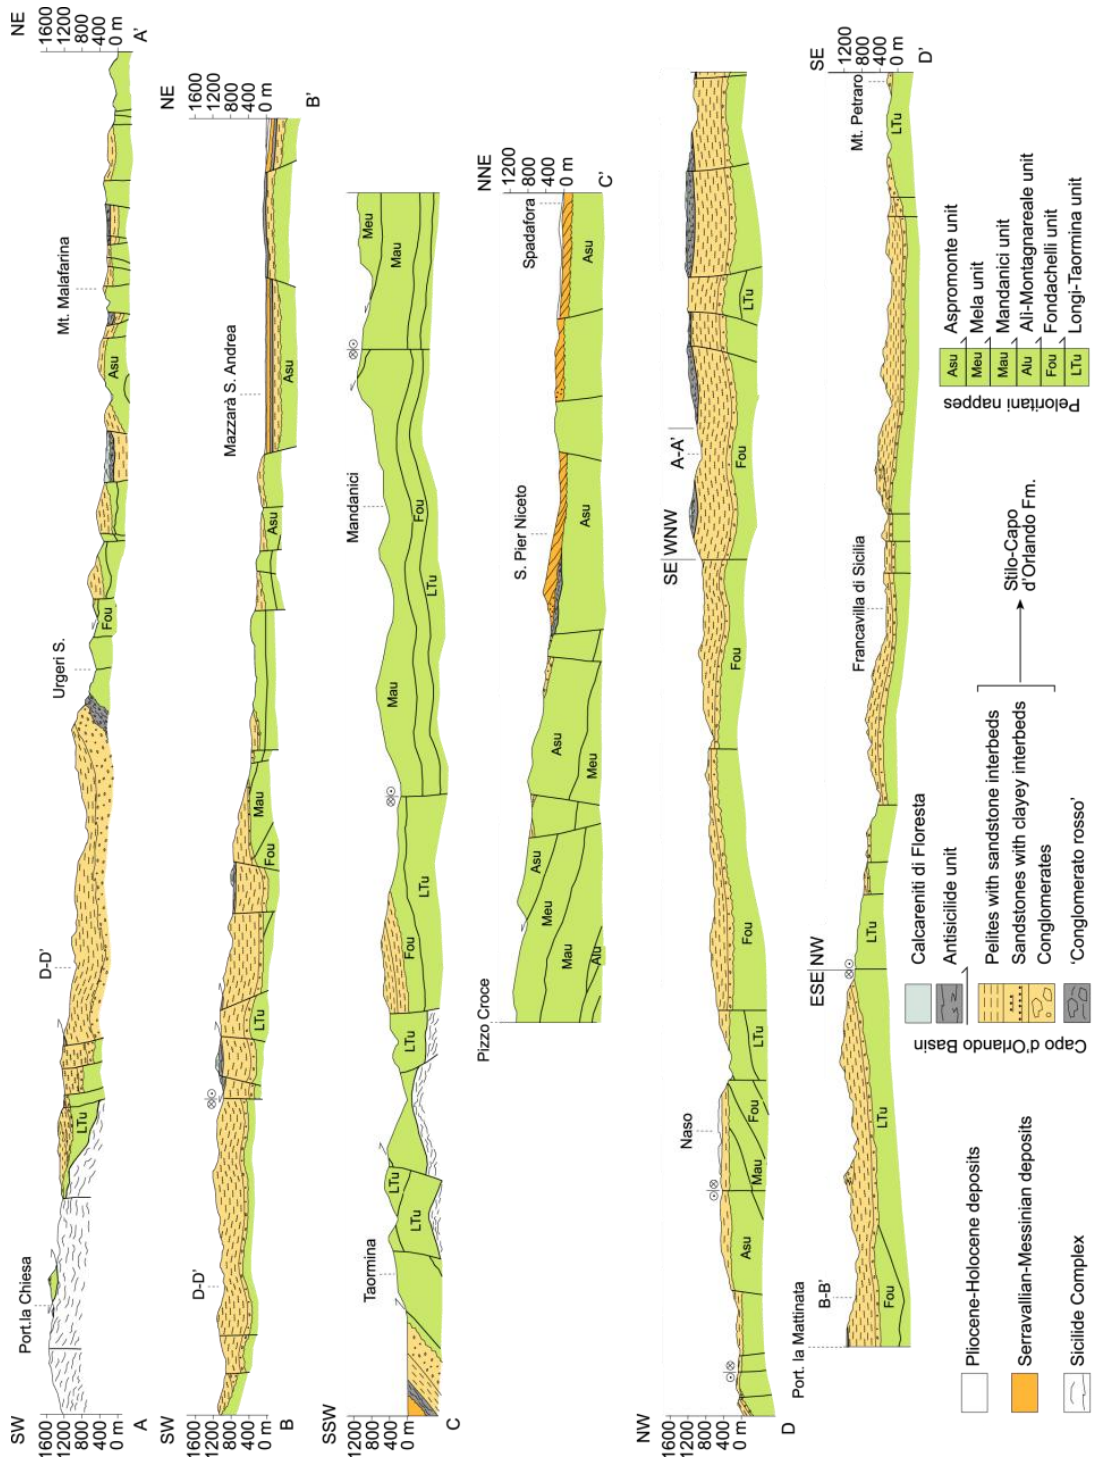 NE
1600
1200
800
400
0 m
A'
Mt. Malafarina
Asu
Urgeri S.
Fou
D-D'
LTu
Port.la Chiesa
SW
1600
1200
800
400
0 m
A
NE
1600
1200
800
400
0 m
B'
Mazzarà S. Andrea
Asu
Asu
Mau
Fou
LTu
D-D'
SW
1600
1200
800
400
0 m
B
Meu
Mau
Mandanici
Fou
LTu
Mau
LTu
Fou
LTu
LTu
LTu
Taormina
SSW
1600
1200
800
400
0 m
C
NNE
1200
800
400
0 m
C'
Spadafora
Asu
S. Pier Niceto
Asu
Asu
Meu
Asu
Meu
Mau
Alu
Pizzo Croce
LTu
A-A'
Fou
SE
WNW
Fou
Fou
LTu
Naso
Fou
Mau
Asu
NW
1600
1200
800
400
0 m
D
SE
1200
800
400
0 m
D'
Mt. Petraro
LTu
Francavilla di Sicilia
ESE
NW
LTu
LTu
B-B'
Fou
Port. la Mattinata
Pliocene-Holocene deposits
Serravallian-Messinian deposits
Sicilide Complex
Capo d'Orlando Basin
Calcareniti di Floresta
Antisicilide unit
Pelites with sandstone interbeds
Sandstones with clayey interbeds
Conglomerates
'Conglomerato rosso'
Stilo-Capo
d'Orlando Fm.
Peloritani nappes
Asu Aspromonte unit
Meu Mela unit
Mau Mandanici unit
Alu Ali-Montagnareale unit
Fou Fondachelli unit
LTu Longi-Taormina unit